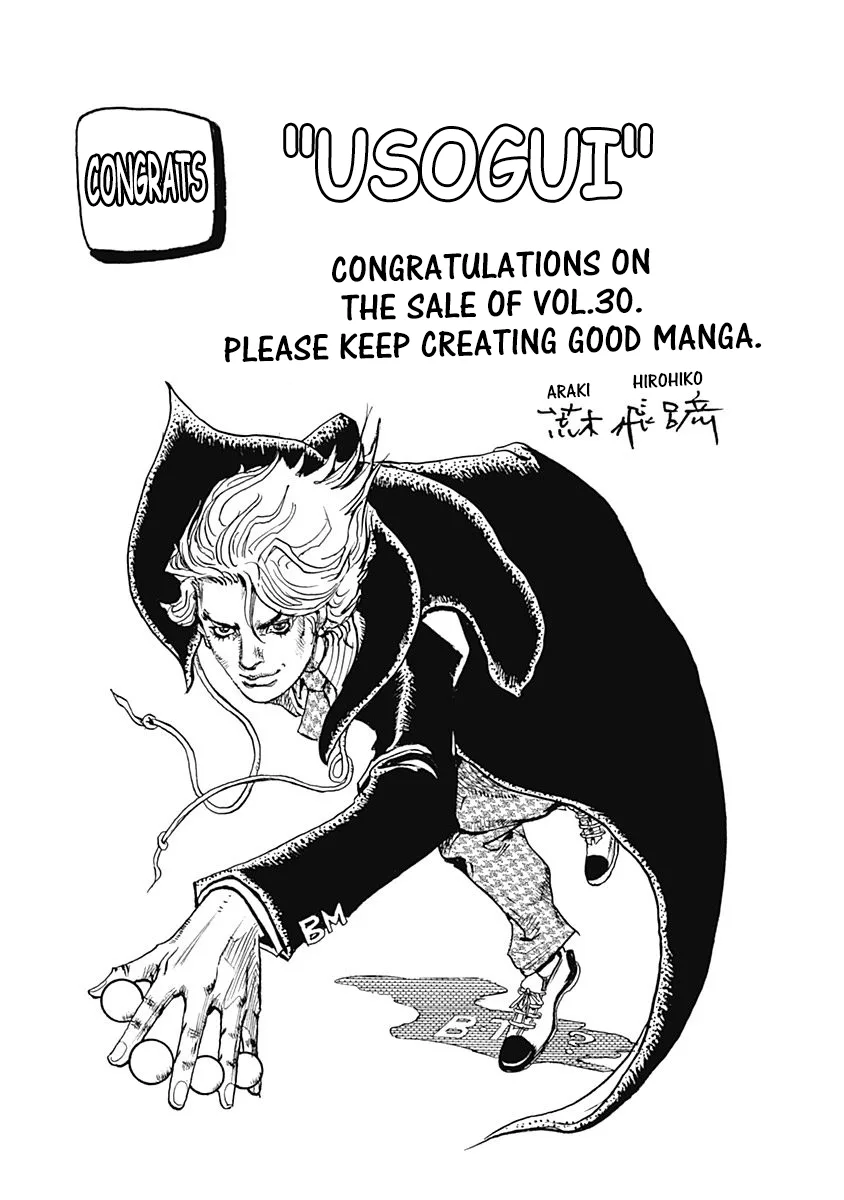 CONGRATS
"USOGUI"
CONGRATULATIONS ON
THE SALE OF VOL.30.
PLEASE KEEP CREATING GOOD MANGA.
ARAKI HIROHIKO
荒木 飛呂彦
BM